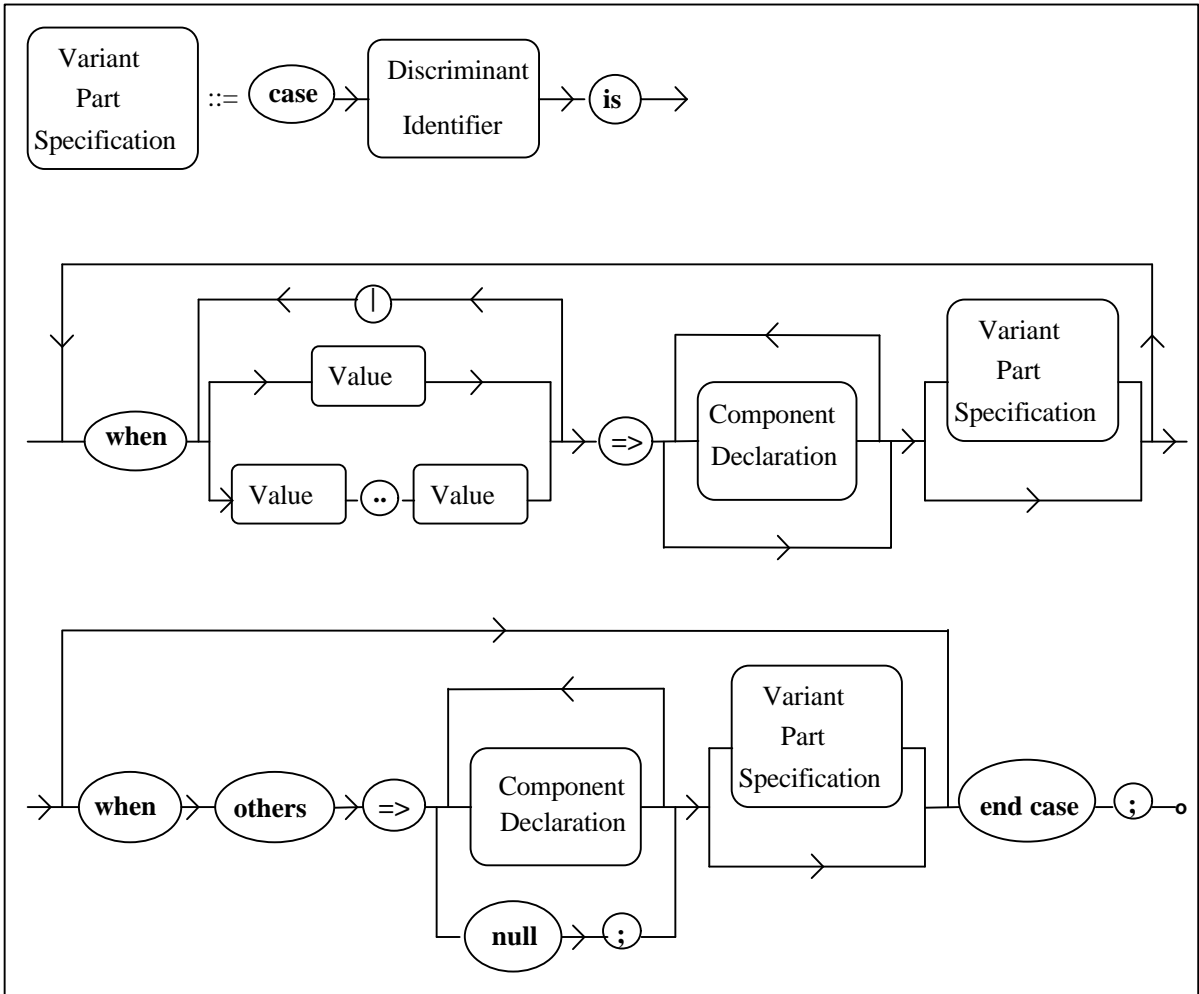 Variant
Part
Specification
::=
case
Discriminant
Identifier
is
|
Value
when
Value
..
Value
=>
Component
Declaration
Variant
Part
Specification
when
others
=>
Component
Declaration
null
;
Variant
Part
Specification
end case
;